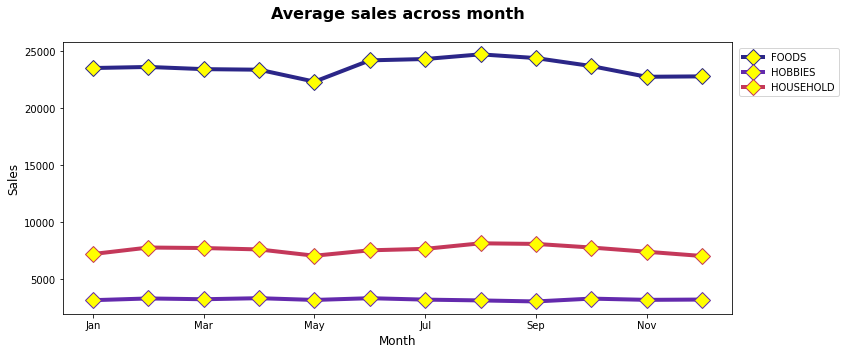 Average sales across month
25000
20000
15000
10000
5000
Sales
Jan
Mar
May
Jul
Sep
Nov
Month
FOODS
HOBBIES
HOUSEHOLD